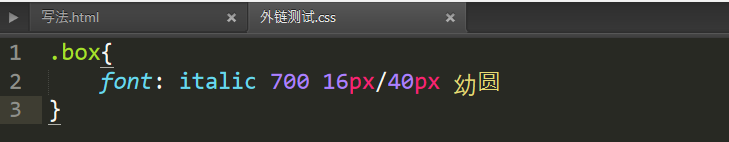 写法.html × 外链测试.css ×
1 .box{
2 font: italic 700 16px/40px 幼圆
3 }